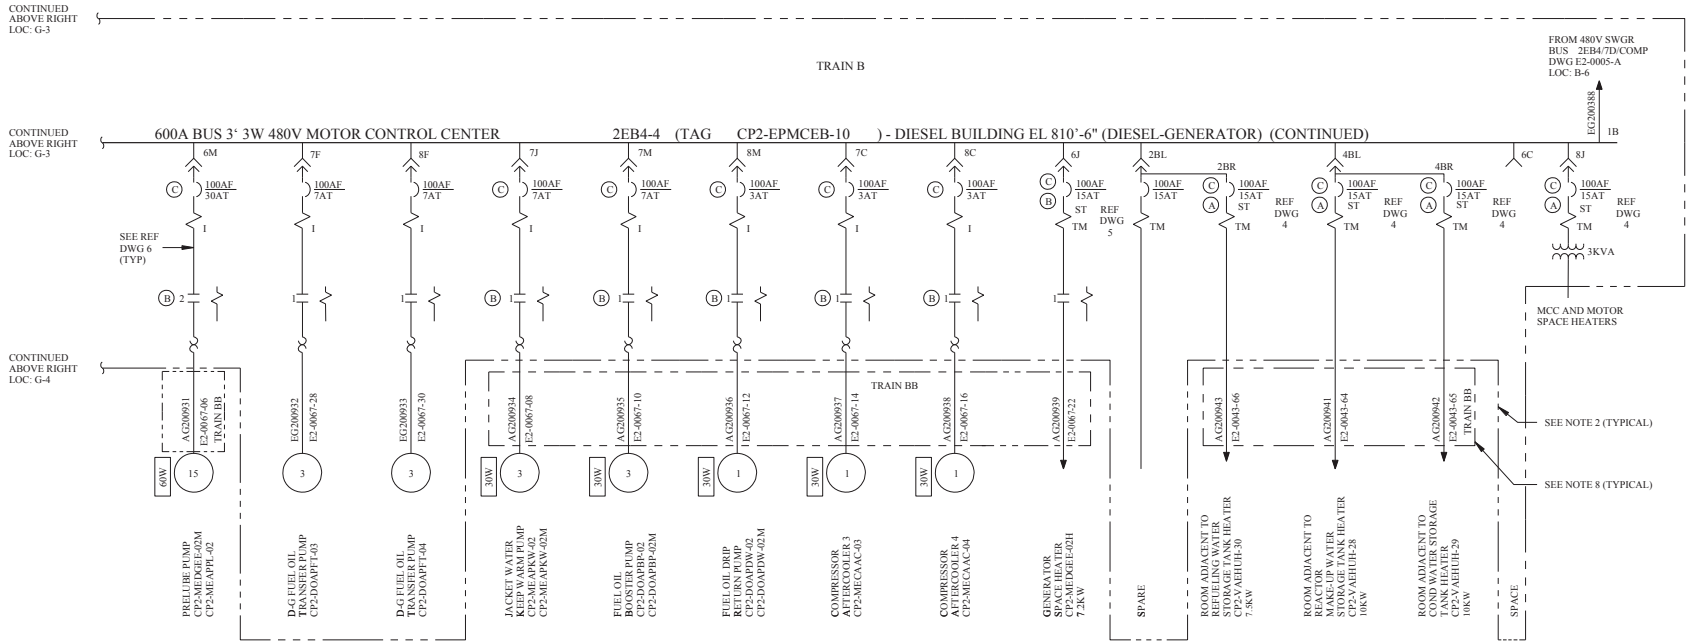 CONTINUED
ABOVE RIGHT
LOC: G-3
TRAIN B
FROM 480V SWGR
BUS 2EB4/7D/COMP
DWG E2-0005-A
LOC: B-6
EG200388
1B
CONTINUED
ABOVE RIGHT
LOC: G-3
600A BUS 3‘ 3W 480V MOTOR CONTROL CENTER 2EB4-4 (TAG CP2-EPMCEB-10 ) - DIESEL BUILDING EL 810’-6" (DIESEL-GENERATOR) (CONTINUED)
6M
7F
8F
7J
7M
8M
7C
8C
6J
2BL
2BR
4BL
4BR
6C
8J
C
100AF
30AT
I
100AF
7AT
I
100AF
7AT
I
C
100AF
7AT
I
C
100AF
7AT
I
C
100AF
3AT
I
C
100AF
3AT
I
C
100AF
3AT
I
C
B
100AF
15AT
ST
TM
REF
DWG
5
100AF
15AT
TM
C
A
100AF
15AT
ST
TM
REF
DWG
4
C
A
100AF
15AT
ST
TM
REF
DWG
4
C
A
100AF
15AT
ST
TM
REF
DWG
4
C
A
100AF
15AT
ST
TM
REF
DWG
4
3KVA
MCC AND MOTOR
SPACE HEATERS
SEE REF
DWG 6
(TYP)
B 2
1
1
B 1
B 1
B 1
B 1
B 1
1
CONTINUED
ABOVE RIGHT
LOC: G-4
TRAIN BB
AG200931
E2-0067-06
TRAIN BB
EG200932
E2-0067-28
EG200933
E2-0067-30
AG200934
E2-0067-08
AG200935
E2-0067-10
AG200936
E2-0067-12
AG200937
E2-0067-14
AG200938
E2-0067-16
AG200939
E2-0067-22
AG200943
E2-0043-66
AG200941
E2-0043-64
AG200942
E2-0043-65
TRAIN BB
SEE NOTE 2 (TYPICAL)
SEE NOTE 8 (TYPICAL)
60W
15
3
3
30W
3
30W
3
30W
1
30W
1
30W
1
PRELUBE PUMP
CP2-MEDGEE-02M
CP2-MEAPPL-02
D-G FUEL OIL
TRANSFER PUMP
CP2-DOAPFT-03
D-G FUEL OIL
TRANSFER PUMP
CP2-DOAPFT-04
JACKET WATER
KEEP WARM PUMP
CP2-MEAPKW-02
CP2-MEAPKW-02M
FUEL OIL
BOOSTER PUMP
CP2-DOAPBP-02
CP2-DOAPBP-02M
FUEL OIL DRIP
RETURN PUMP
CP2-DOAPDW-02
CP2-DOAPDW-02M
COMPRESSOR
AFTERCOOLER 3
CP2-MECAAC-03
COMPRESSOR
AFTERCOOLER 4
CP2-MECAAC-04
GENERATOR
SPACE HEATER
CP2-MEDGEE-02H
7.2KW
SPARE
ROOM ADJACENT TO
REFUELING WATER
STORAGE TANK HEATER
CP2-VAEHUH-30
7.5KW
ROOM ADJACENT TO
REACTOR
MAKE-UP WATER
STORAGE TANK HEATER
CP2-VAEHUH-28
10KW
ROOM ADJACENT TO
COND WATER STORAGE
TANK HEATER
CP2-VAEHUH-29
10KW
SPACE